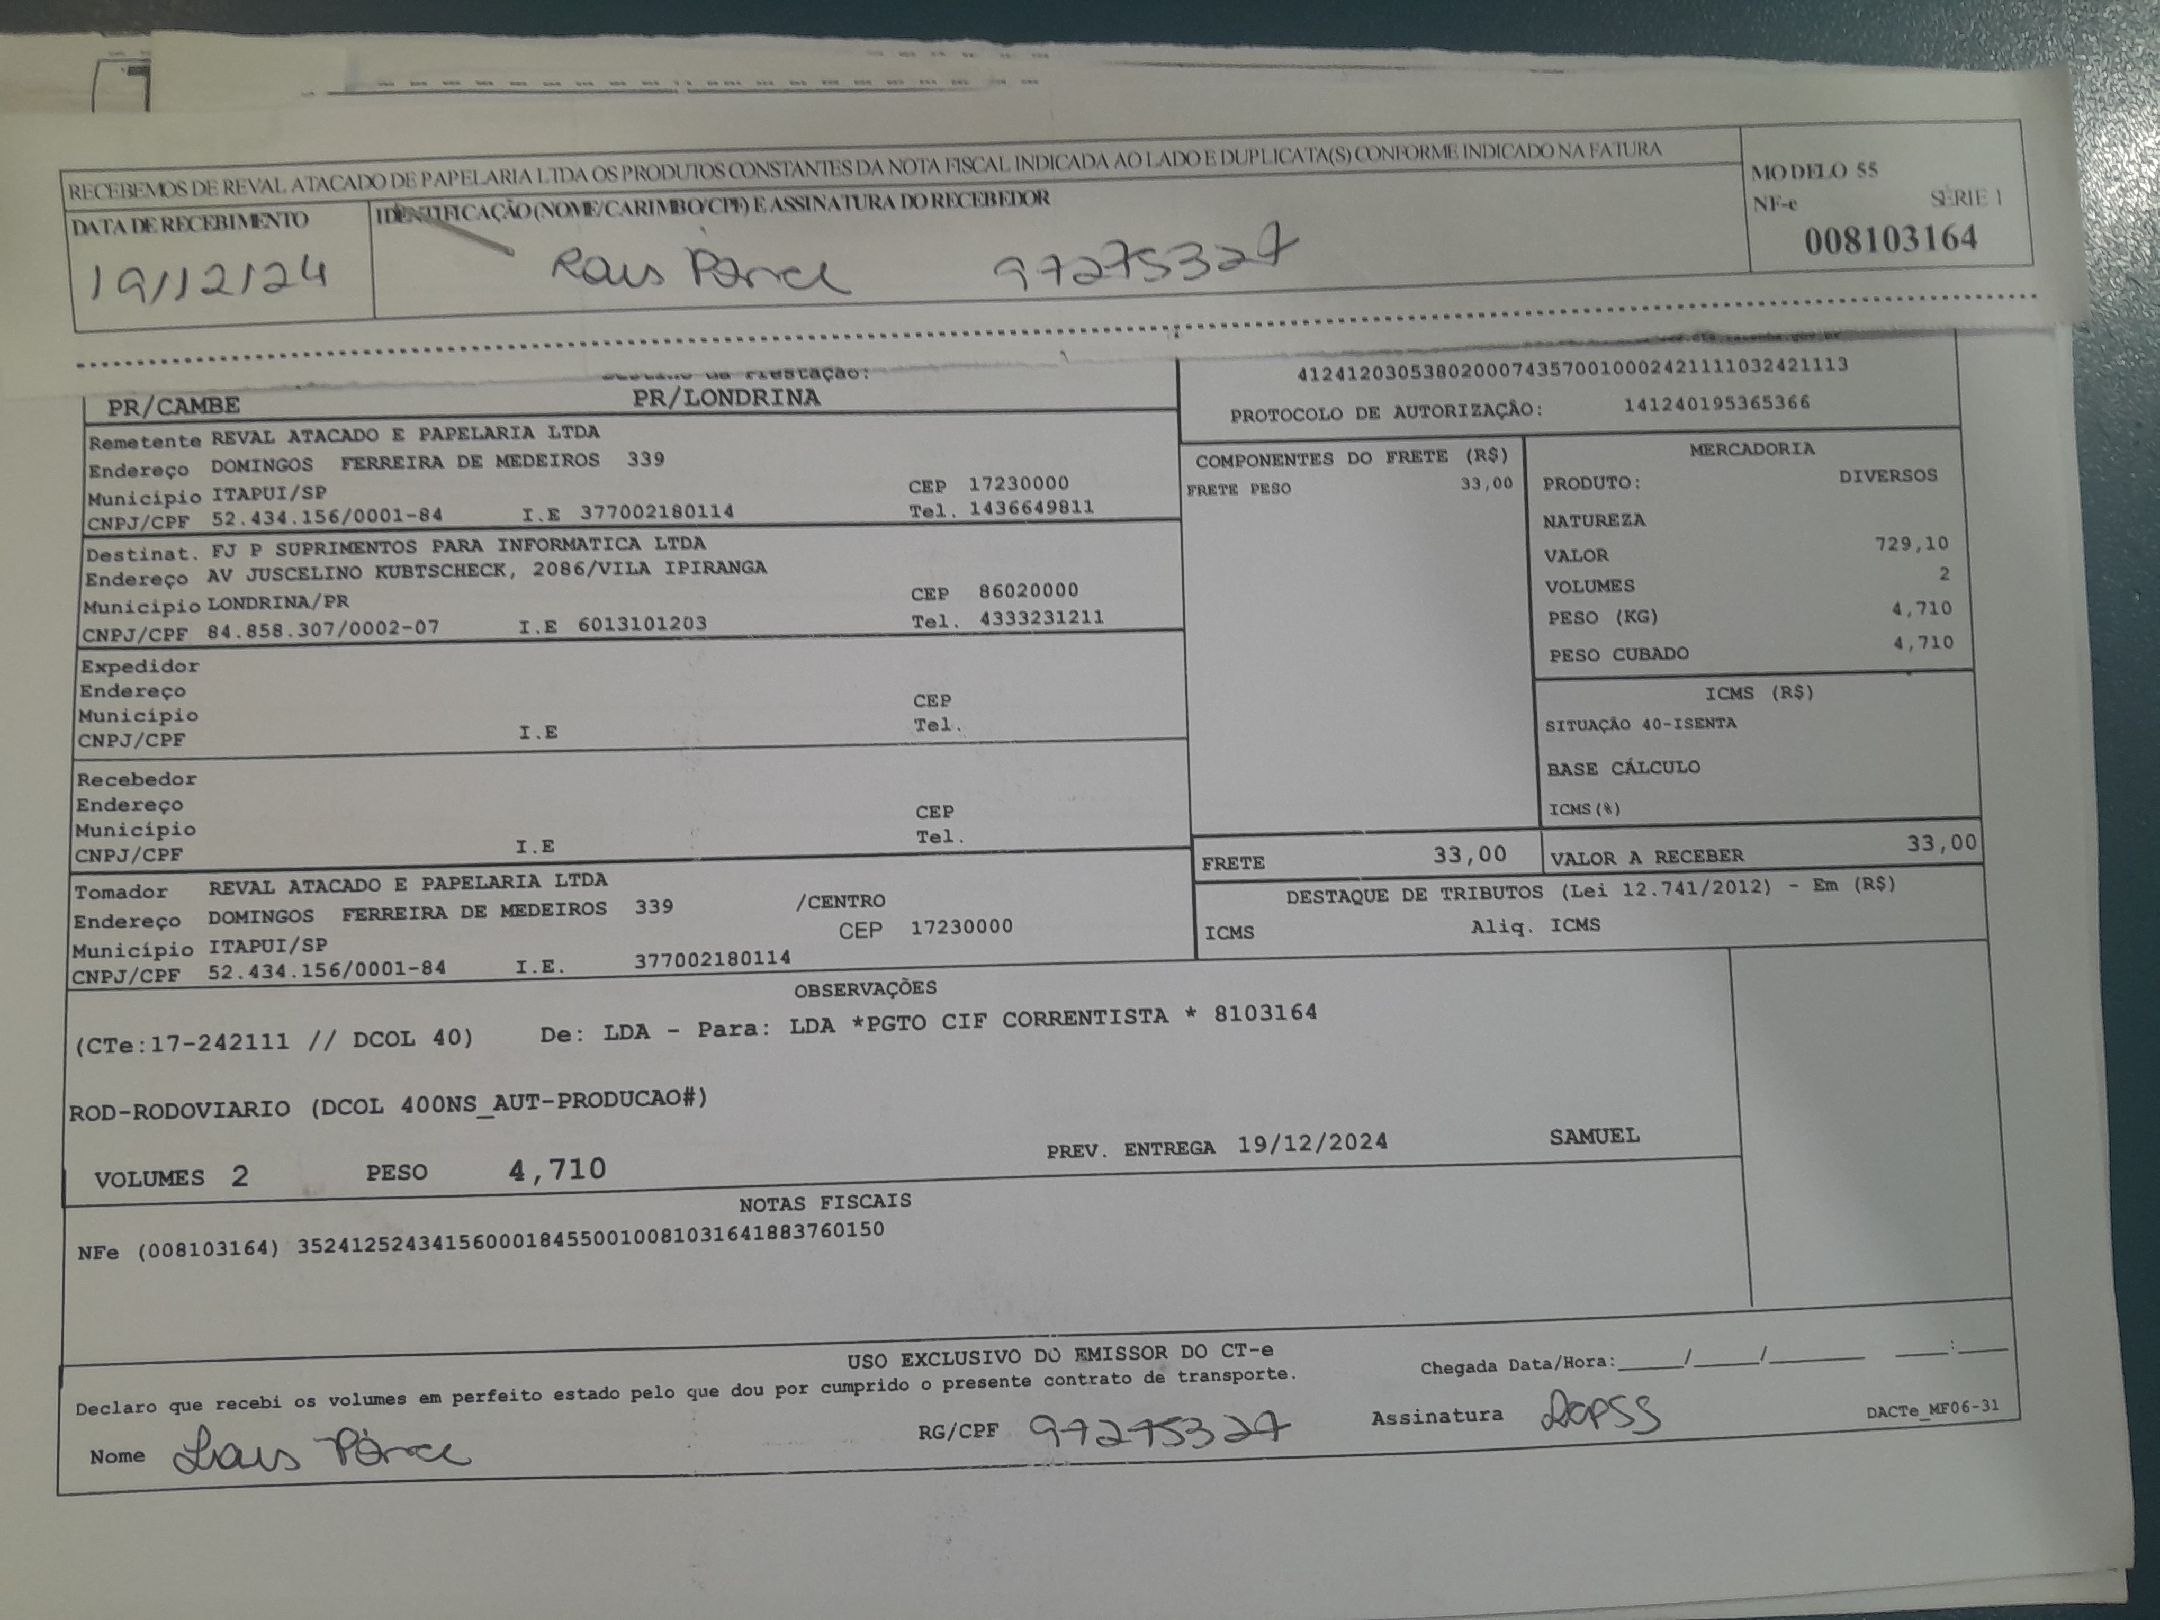 RECEBEMOS DE REVAL ATACADO DE PAPELARIA LTDA OS PRODUTOS CONSTANTES DA NOTA FISCAL INDICADA AO LADO E DUPLICATA(S) CONFORME INDICADO NA FATURA
MODELO 55
NF-e SÉRIE 1
008103164
DATA DE RECEBIMENTO IDENTIFICAÇÃO (NOME/CARIMBO/CPF) E ASSINATURA DO RECEBEDOR
19/12/24 97275327
Prestação:
PR/CAMBE PR/LONDRINA
41241203053802000743570010002421111032421113
PROTOCOLO DE AUTORIZAÇÃO: 141240195365366
Remetente REVAL ATACADO E PAPELARIA LTDA
Endereço DOMINGOS FERREIRA DE MEDEIROS 339
Município ITAPUI/SP CEP 17230000
CNPJ/CPF 52.434.156/0001-84 I.E 377002180114 Tel. 1436649811
Destinat. FJ P SUPRIMENTOS PARA INFORMATICA LTDA
Endereço AV JUSCELINO KUBTSCHECK, 2086/VILA IPIRANGA
Município LONDRINA/PR CEP 86020000
CNPJ/CPF 84.858.307/0002-07 I.E 6013101203 Tel. 4333231211
Expedidor
Endereço
Município CEP
CNPJ/CPF I.E Tel.
Recebedor
Endereço
Município CEP
CNPJ/CPF I.E Tel.
Tomador REVAL ATACADO E PAPELARIA LTDA
Endereço DOMINGOS FERREIRA DE MEDEIROS 339 /CENTRO
Município ITAPUI/SP CEP 17230000
CNPJ/CPF 52.434.156/0001-84 I.E. 377002180114
COMPONENTES DO FRETE (R$)
FRETE PESO 33,00
MERCADORIA
PRODUTO: DIVERSOS
NATUREZA
VALOR 729,10
VOLUMES 2
PESO (KG) 4,710
PESO CUBADO 4,710
ICMS (R$)
SITUAÇÃO 40-ISENTA
BASE CÁLCULO
ICMS(%)
FRETE 33,00 VALOR A RECEBER 33,00
DESTAQUE DE TRIBUTOS (Lei 12.741/2012) - Em (R$)
ICMS Aliq. ICMS
OBSERVAÇÕES
(CTe:17-242111 // DCOL 40) De: LDA - Para: LDA *PGTO CIF CORRENTISTA * 8103164
ROD-RODOVIARIO (DCOL 400NS_AUT-PRODUCAO#)
VOLUMES 2 PESO 4,710 PREV. ENTREGA 19/12/2024 SAMUEL
NOTAS FISCAIS
NFe (008103164) 35241252434156000184550010081031641883760150
USO EXCLUSIVO DO EMISSOR DO CT-e
Declaro que recebi os volumes em perfeito estado pelo que dou por cumprido o presente contrato de transporte. Chegada Data/Hora:_____/_____/_______ ____:____
Nome RG/CPF 97275327 Assinatura DACTe_MF06-31